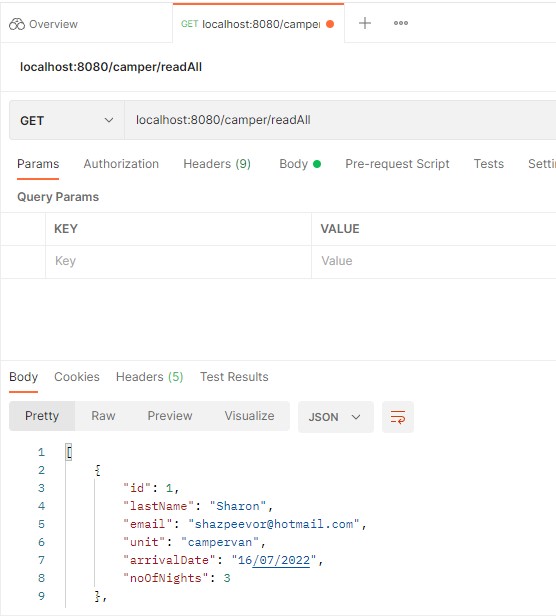 Overview GET localhost:8080/camper
localhost:8080/camper/readAll
GET localhost:8080/camper/readAll
Params Authorization Headers (9) Body Pre-request Script Tests Setti
Query Params
KEY VALUE
Key Value
Body Cookies Headers (5) Test Results
Pretty Raw Preview Visualize JSON
1 [
2 {
3 "id": 1,
4 "lastName": "Sharon",
5 "email": "shazpeevor@hotmail.com",
6 "unit": "campervan",
7 "arrivalDate": "16/07/2022",
8 "noOfNights": 3
9 },